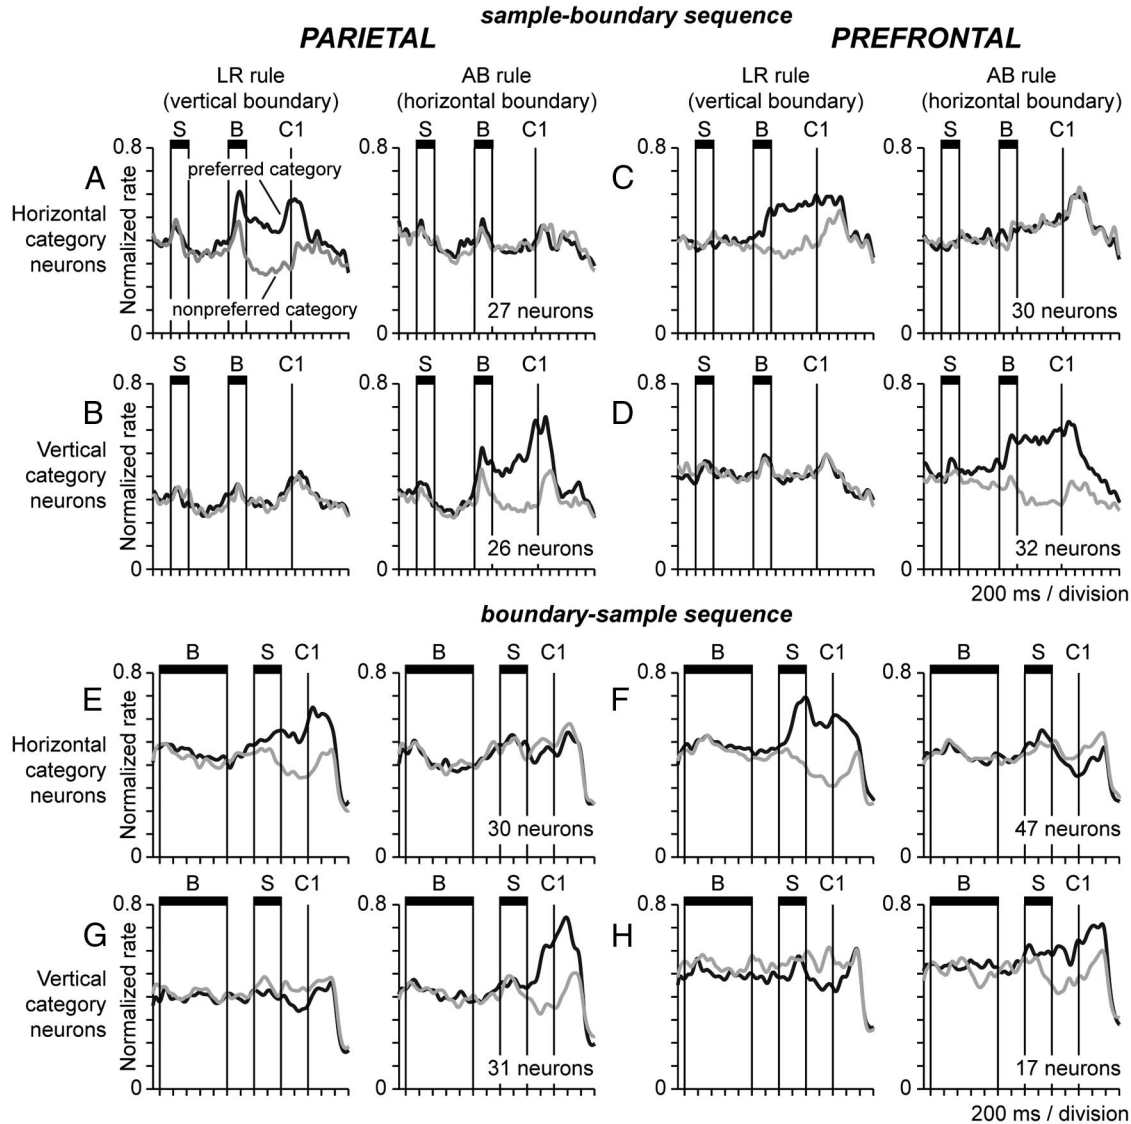 sample-boundary sequence
PARIETAL
PREFRONTAL
LR rule
(vertical boundary)
AB rule
(horizontal boundary)
LR rule
(vertical boundary)
AB rule
(horizontal boundary)
S B C1
S B C1
S B C1
S B C1
A
Horizontal
category
neurons
Normalized rate
0.8
0
preferred category
nonpreferred category
0.8
0
27 neurons
C
0.8
0
0.8
0
30 neurons
S B C1
S B C1
S B C1
S B C1
B
Vertical
category
neurons
Normalized rate
0.8
0
0.8
0
26 neurons
D
0.8
0
0.8
0
32 neurons
200 ms / division
boundary-sample sequence
B S C1
B S C1
B S C1
B S C1
E
Horizontal
category
neurons
Normalized rate
0.8
0
0.8
0
30 neurons
F
0.8
0
0.8
0
47 neurons
B S C1
B S C1
B S C1
B S C1
G
Vertical
category
neurons
Normalized rate
0.8
0
0.8
0
31 neurons
H
0.8
0
0.8
0
17 neurons
200 ms / division